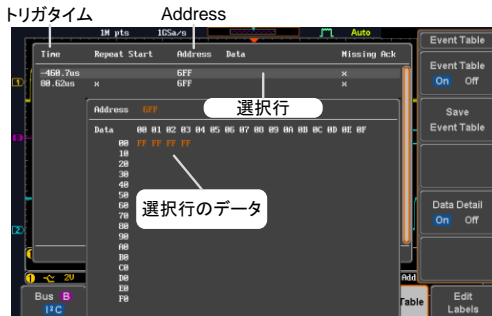 トリガタイム Address
1M pts 1GSa/s Auto
Event Table
Time Repeat Start Address Data Missing Ack
-460.7us 6FF x
80.62us x 6FF x
Event Table
On Off
選択行
Address 6FF
Save
Event Table
Data 00 01 02 03 04 05 06 07 08 09 0A 0B 0C 0D 0E 0F
00 FF FF FF FF
10
20
30
40
50
60
70
80
90
A0
B0
C0
D0
E0
F0
選択行のデータ
Data Detail
On Off
1 2V Add
Bus B
I²C
Table
Edit
Labels